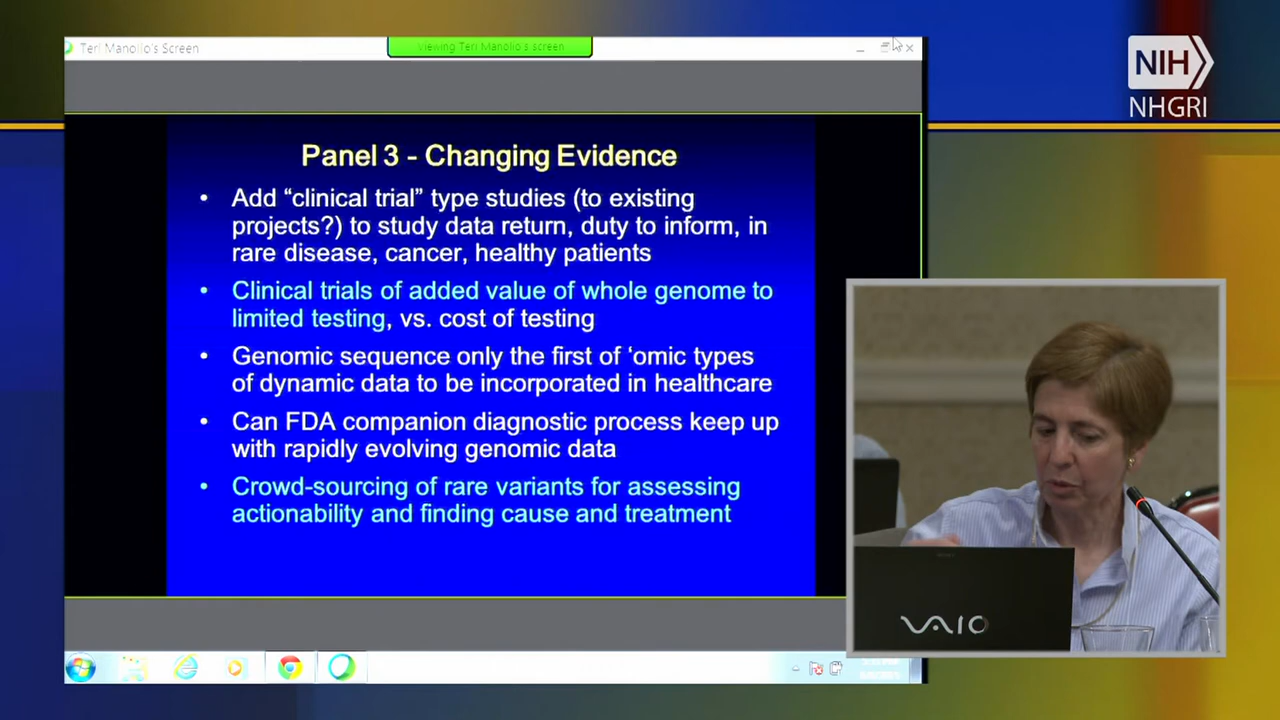 Teri Manolio's Screen
Viewing Teri Manolio's screen
NIH
NHGRI
Panel 3 - Changing Evidence
• Add “clinical trial” type studies (to existing
projects?) to study data return, duty to inform, in
rare disease, cancer, healthy patients
• Clinical trials of added value of whole genome to
limited testing, vs. cost of testing
• Genomic sequence only the first of ‘omic types
of dynamic data to be incorporated in healthcare
• Can FDA companion diagnostic process keep up
with rapidly evolving genomic data
• Crowd-sourcing of rare variants for assessing
actionability and finding cause and treatment
VAIO